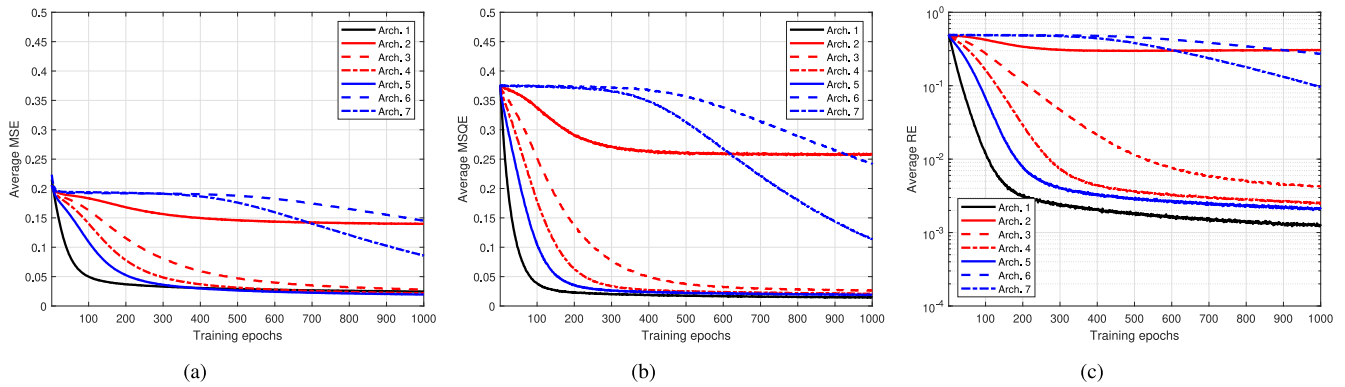 0.5
0.45
0.4
0.35
0.3
0.25
0.2
0.15
0.1
0.05
0
Average MSE
100 200 300 400 500 600 700 800 900 1000
Training epochs
Arch. 1
Arch. 2
Arch. 3
Arch. 4
Arch. 5
Arch. 6
Arch. 7
(a)
0.5
0.45
0.4
0.35
0.3
0.25
0.2
0.15
0.1
0.05
0
Average MSQE
100 200 300 400 500 600 700 800 900 1000
Training epochs
Arch. 1
Arch. 2
Arch. 3
Arch. 4
Arch. 5
Arch. 6
Arch. 7
(b)
10⁰
10⁻¹
10⁻²
10⁻³
10⁻⁴
Average RE
100 200 300 400 500 600 700 800 900 1000
Training epochs
Arch. 1
Arch. 2
Arch. 3
Arch. 4
Arch. 5
Arch. 6
Arch. 7
(c)